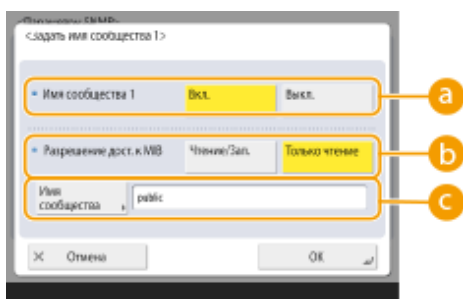 <Параметры SNMP>
<Задать имя сообщества 1>
Имя сообщества 1 Вкл. Выкл. a
Разрешение дост. к MIB Чтение/Зап. Только чтение b
Имя
сообщества public c
× Отмена OK